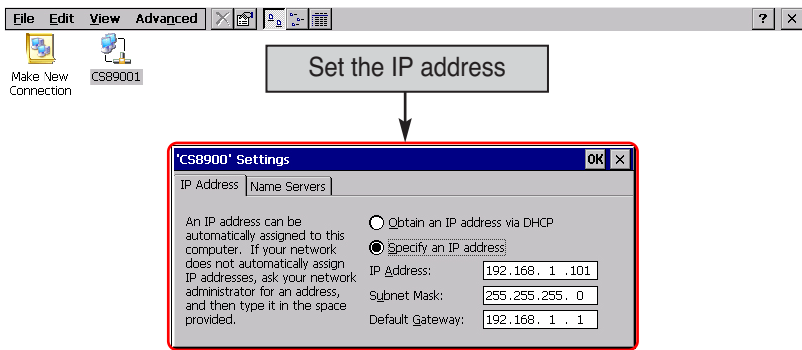 File Edit View Advanced ? ×
Make New
Connection
CS89001
Set the IP address
'CS8900' Settings OK ×
IP Address Name Servers
An IP address can be
automatically assigned to this
computer. If your network
does not automatically assign
IP addresses, ask your network
administrator for an address,
and then type it in the space
provided.
Obtain an IP address via DHCP
Specify an IP address
IP Address: 192.168. 1 .101
Subnet Mask: 255.255.255. 0
Default Gateway: 192.168. 1 . 1